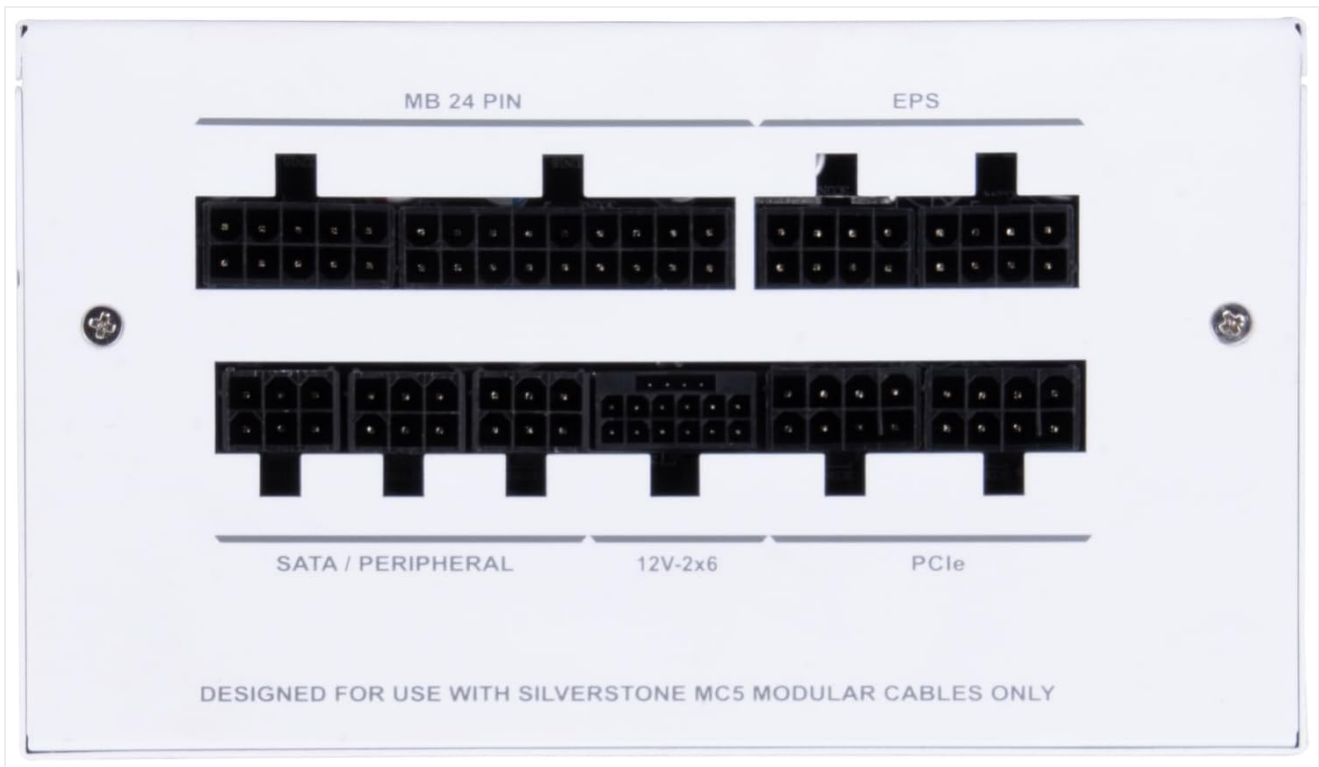 MB 24 PIN
EPS
SATA / PERIPHERAL
12V-2x6
PCIe
DESIGNED FOR USE WITH SILVERSTONE MC5 MODULAR CABLES ONLY